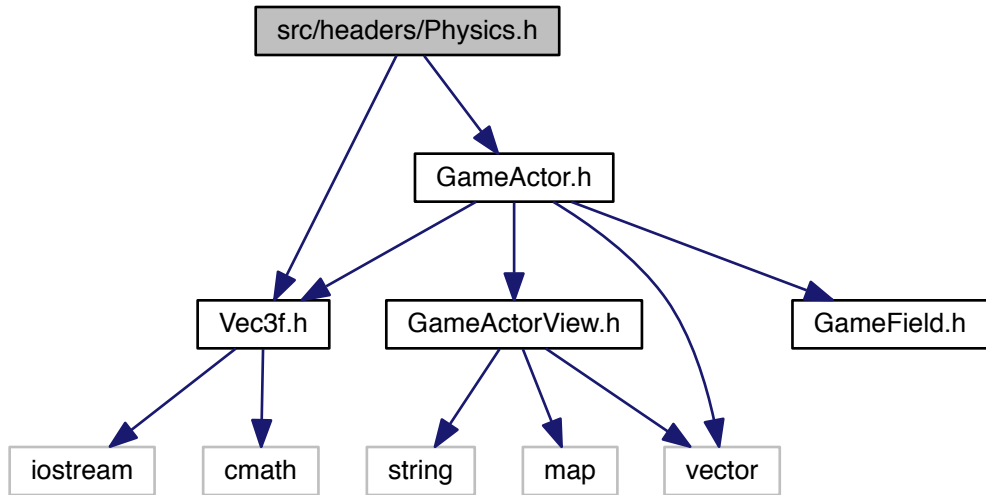 src/headers/Physics.h
GameActor.h
Vec3f.h
GameActorView.h
GameField.h
iostream
cmath
string
map
vector